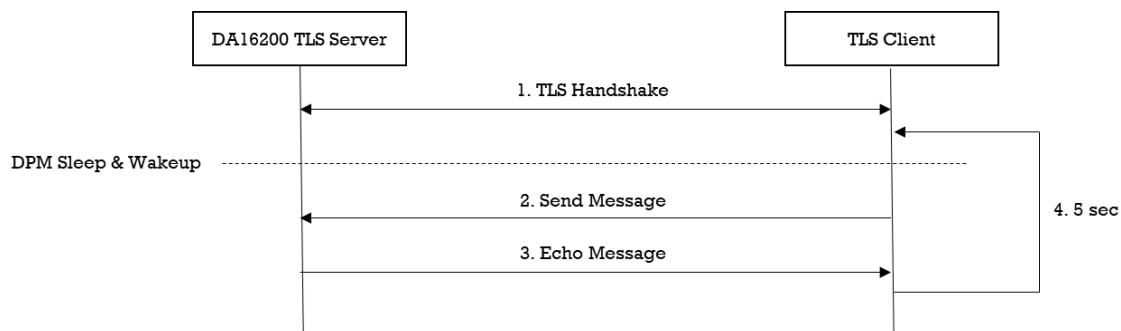 DA16200 TLS Server
TLS Client
1. TLS Handshake
DPM Sleep & Wakeup
2. Send Message
4. 5 sec
3. Echo Message